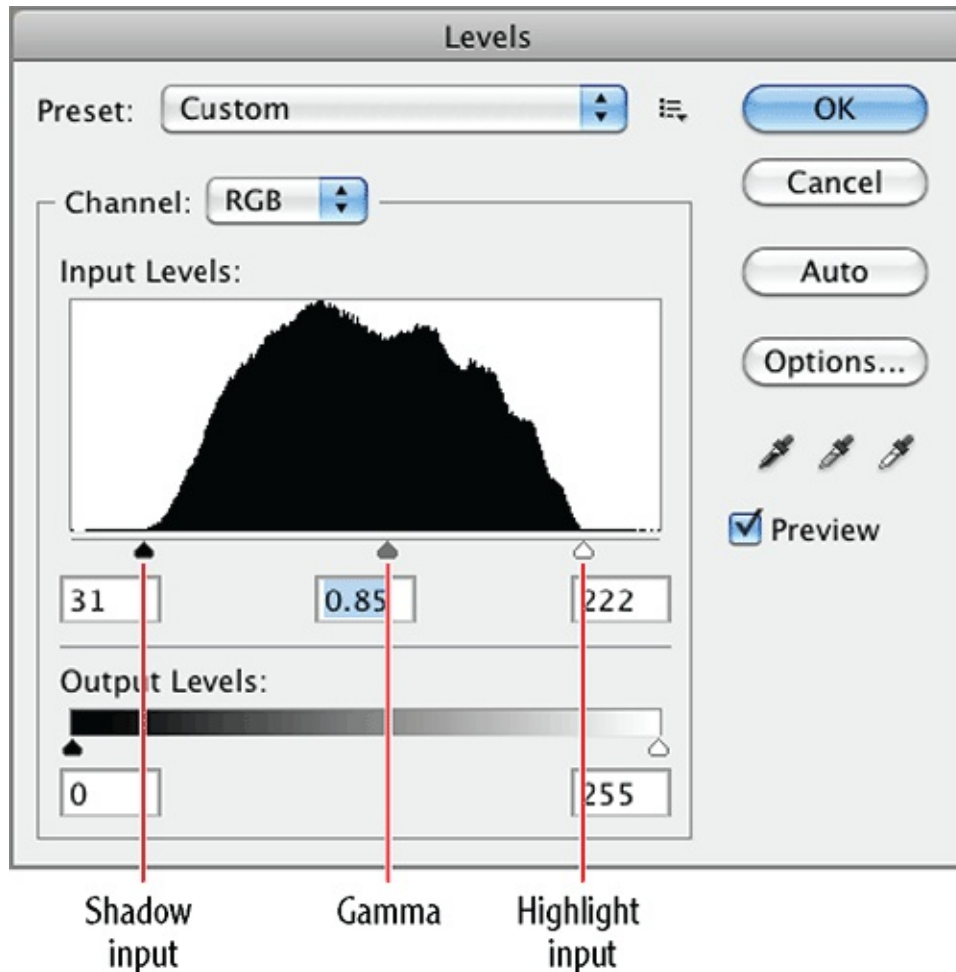 Levels
Preset: Custom
OK
Cancel
Channel: RGB
Auto
Input Levels:
Options...
Preview
31 0.85 222
Output Levels:
0 255
Shadow input
Gamma
Highlight input